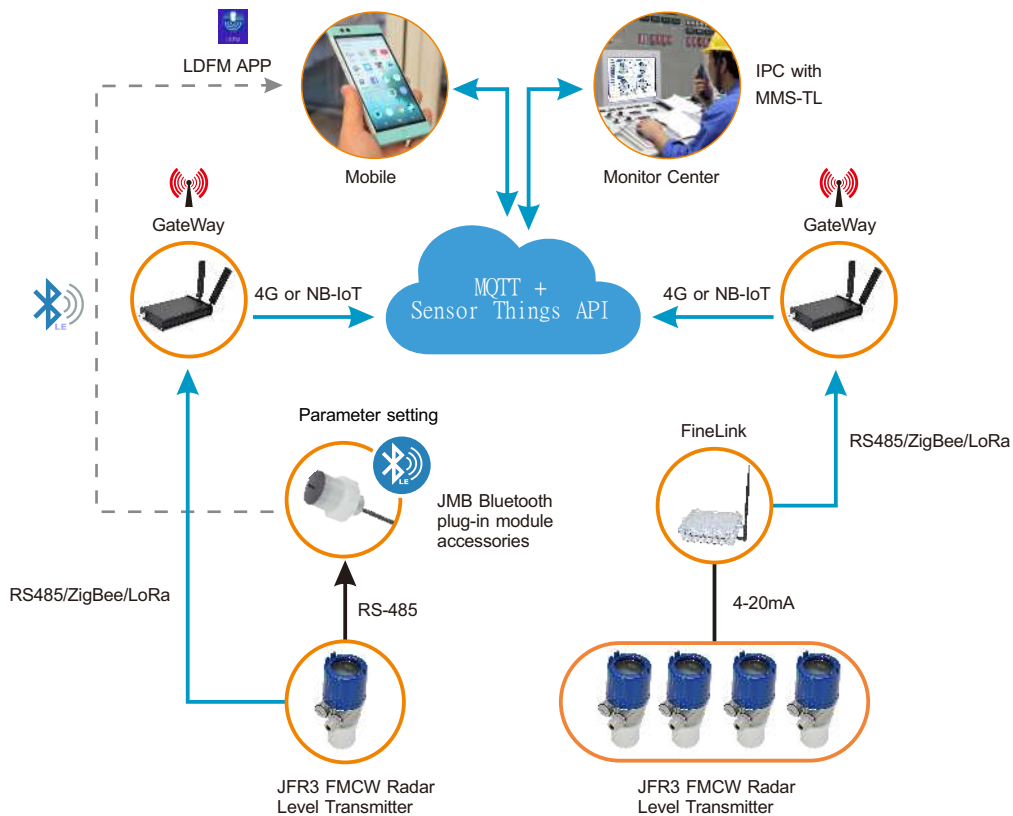 LDFM APP
IPC with
MMS-TL
Mobile
Monitor Center
GateWay
GateWay
4G or NB-IoT
MQTT +
Sensor Things API
4G or NB-IoT
LE
Parameter setting
FineLink
RS485/ZigBee/LoRa
LE
JMB Bluetooth
plug-in module
accessories
RS485/ZigBee/LoRa
RS-485
4-20mA
JFR3 FMCW Radar
Level Transmitter
JFR3 FMCW Radar
Level Transmitter